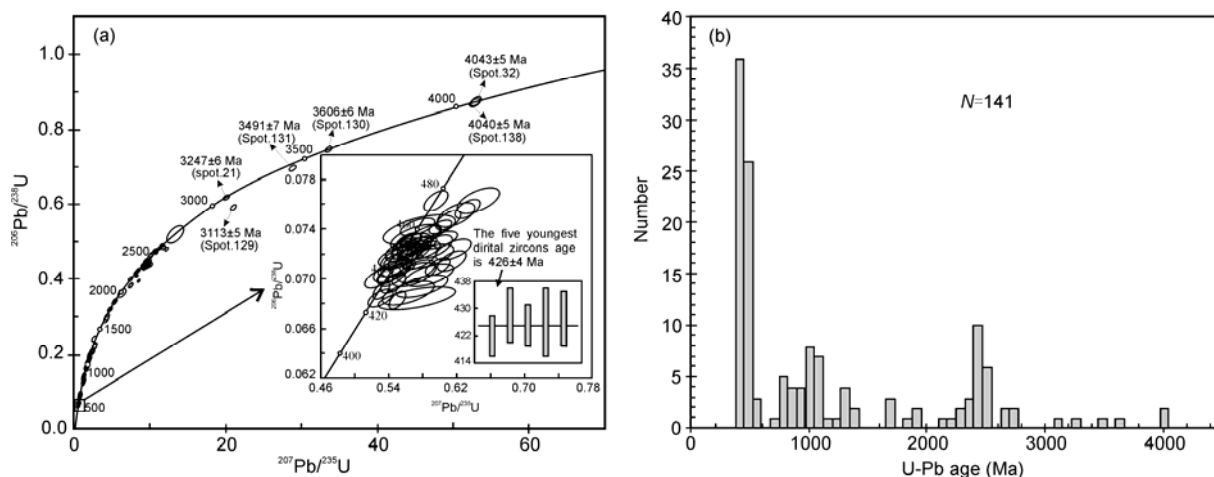 (a)
1.0
0.8
0.6
0.4
0.2
0.0
²⁰⁶Pb/²³⁸U
0
20
40
60
²⁰⁷Pb/²³⁵U
4043±5 Ma
(Spot.32)
4000
4040±5 Ma
(Spot.138)
3606±6 Ma
(Spot.130)
3491±7 Ma
(Spot.131)
3500
3247±6 Ma
(spot.21)
3000
3113±5 Ma
(Spot.129)
2500
2000
1500
1000
500
0.078
0.074
0.070
0.066
0.062
480
420
400
0.46
0.54
0.62
0.70
0.78
The five youngest
dirital zircons age
is 426±4 Ma
438
430
422
414
(b)
N=141
40
35
30
25
20
15
10
5
0
Number
0
1000
2000
3000
4000
U-Pb age (Ma)